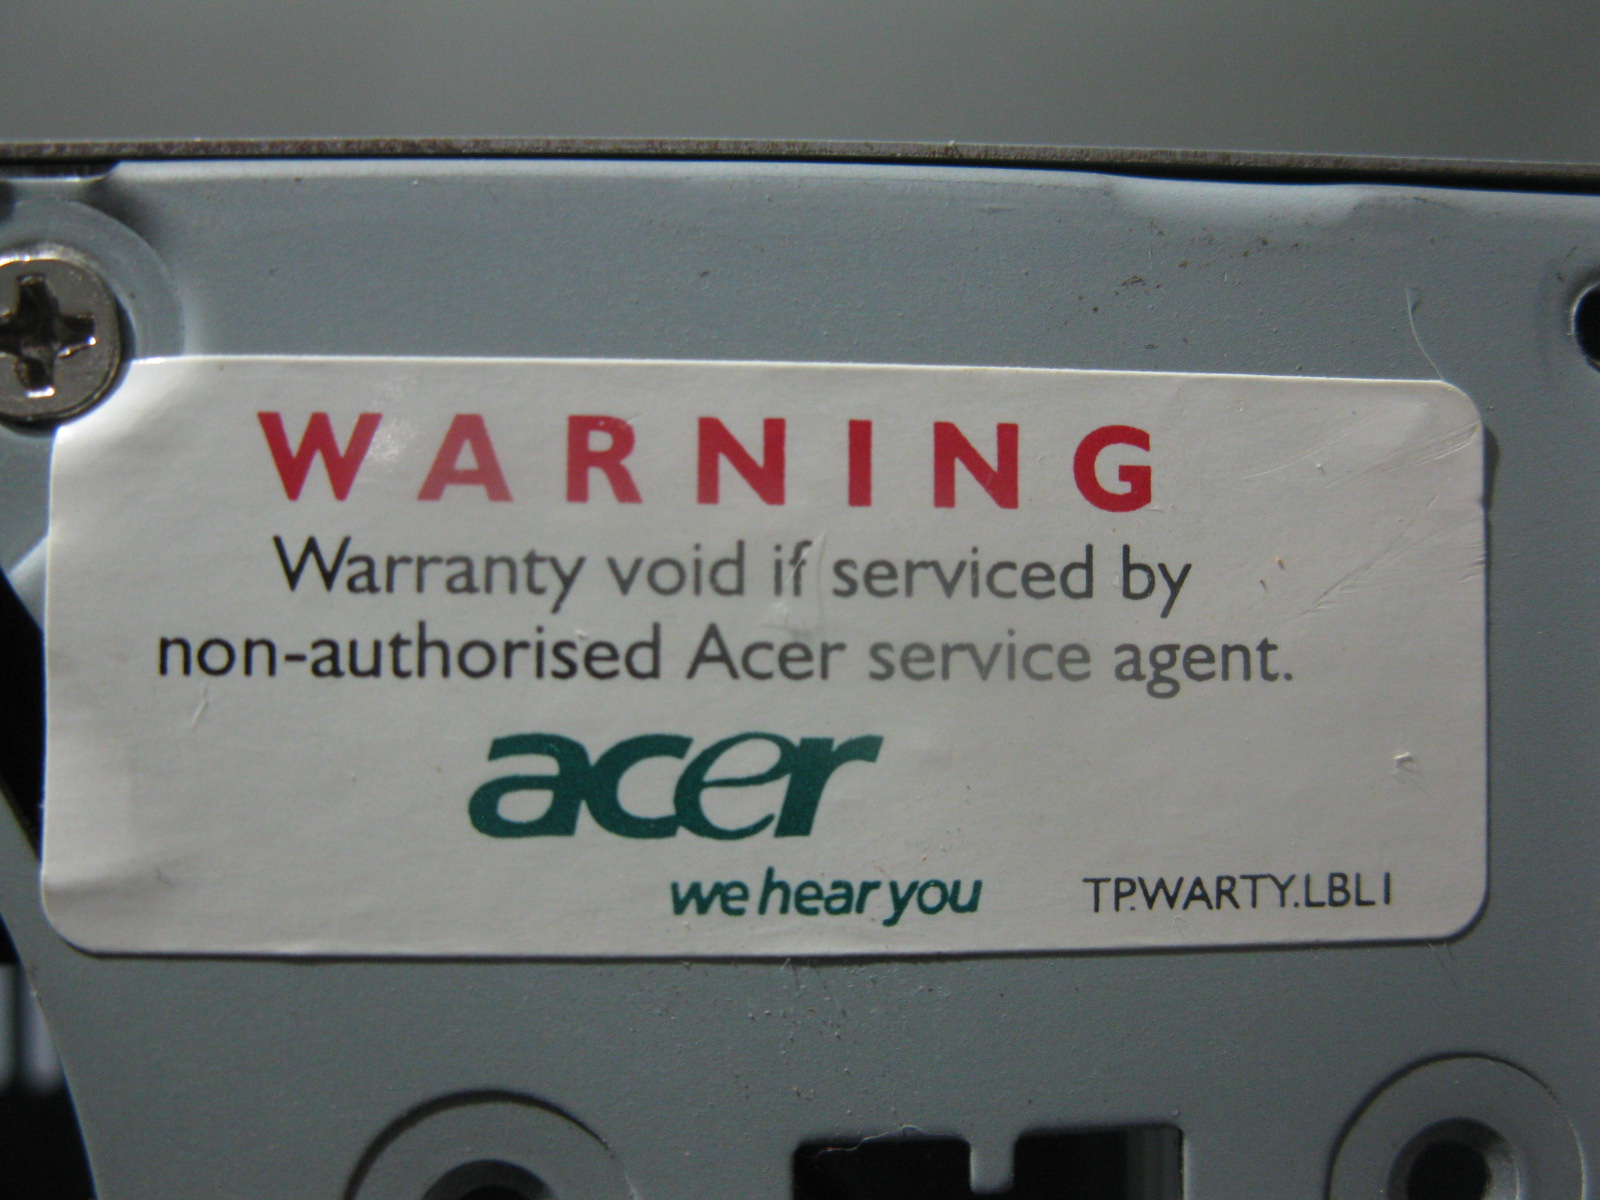 WARNING
Warranty void if serviced by
non-authorised Acer service agent.
acer
we hear you
TP.WARTY.LBL1